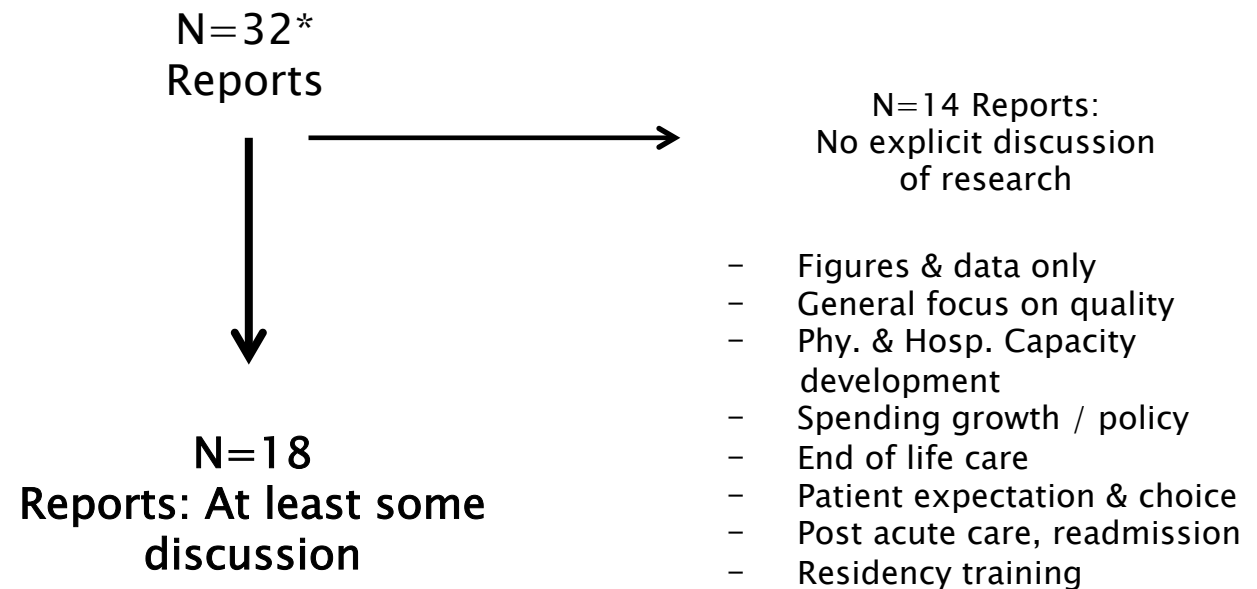 N=32*
Reports
N=14 Reports:
No explicit discussion
of research
- Figures & data only
- General focus on quality
- Phy. & Hosp. Capacity
development
- Spending growth / policy
- End of life care
- Patient expectation & choice
- Post acute care, readmission
- Residency training
N=18
Reports: At least some
discussion